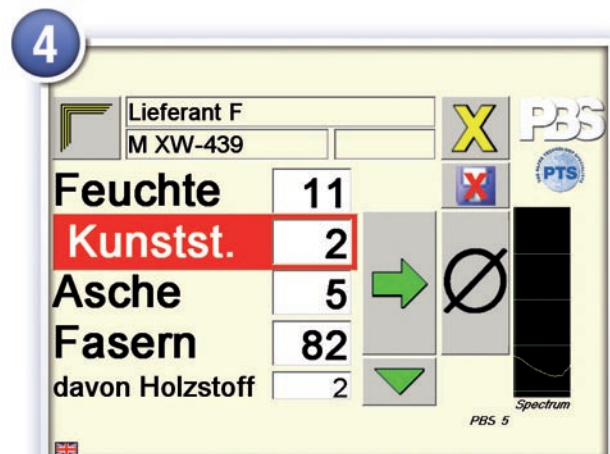 4
Lieferant F
M XW-439
X PBS
PTS
Feuchte 11
Kunstst. 2
Asche 5
Fasern 82
davon Holzstoff 2
Spectrum
PBS 5